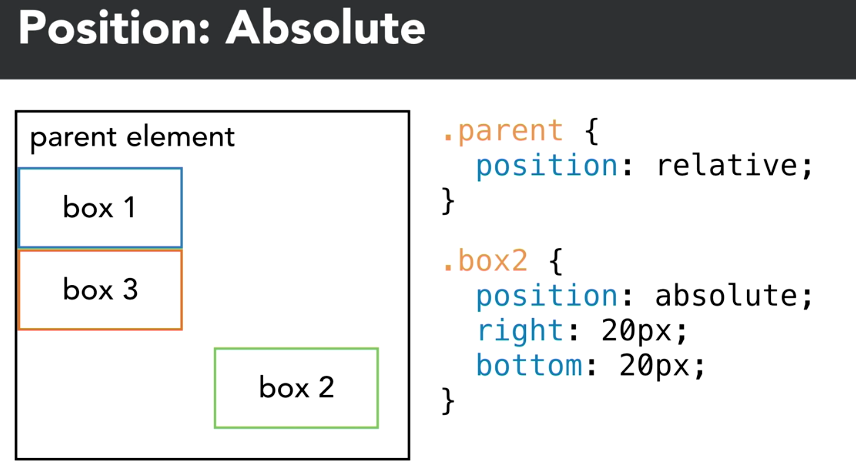 Position: Absolute
parent element
box 1
box 3
box 2
.parent {
  position: relative;
}
.box2 {
  position: absolute;
  right: 20px;
  bottom: 20px;
}